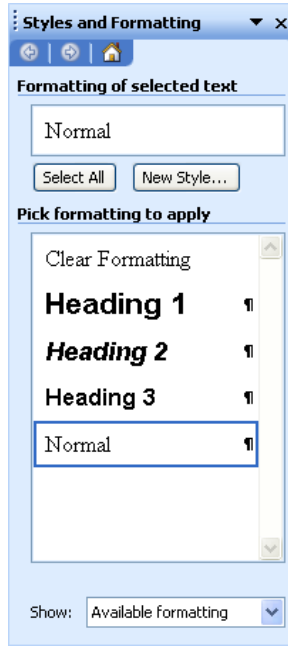 Styles and Formatting
Formatting of selected text
Normal
Select All New Style...
Pick formatting to apply
Clear Formatting
Heading 1 ¶
Heading 2 ¶
Heading 3 ¶
Normal ¶
Show: Available formatting